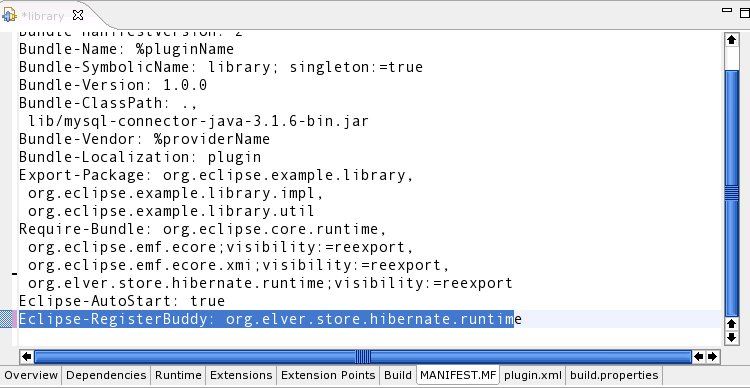 *library
Bundle-ManifestVersion: 2
Bundle-Name: %pluginName
Bundle-SymbolicName: library; singleton:=true
Bundle-Version: 1.0.0
Bundle-ClassPath: .,
lib/mysql-connector-java-3.1.6-bin.jar
Bundle-Vendor: %providerName
Bundle-Localization: plugin
Export-Package: org.eclipse.example.library,
org.eclipse.example.library.impl,
org.eclipse.example.library.util
Require-Bundle: org.eclipse.core.runtime,
org.eclipse.emf.ecore;visibility:=reexport,
org.eclipse.emf.ecore.xmi;visibility:=reexport,
org.elver.store.hibernate.runtime;visibility:=reexport
Eclipse-AutoStart: true
Eclipse-RegisterBuddy: org.elver.store.hibernate.runtime
Overview Dependencies Runtime Extensions Extension Points Build MANIFEST.MF plugin.xml build.properties